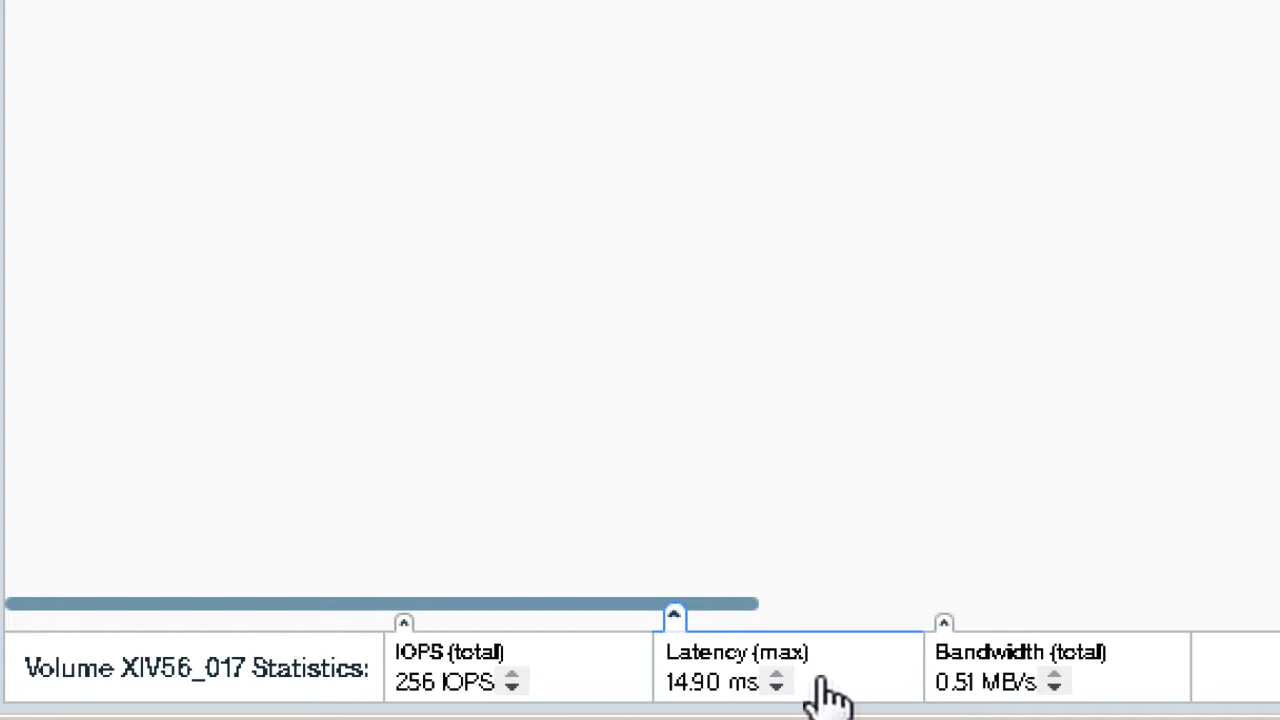 Volume XIV56_017 Statistics:
IOPS (total)
256 IOPS
Latency (max)
14.90 ms
Bandwidth (total)
0.51 MB/s